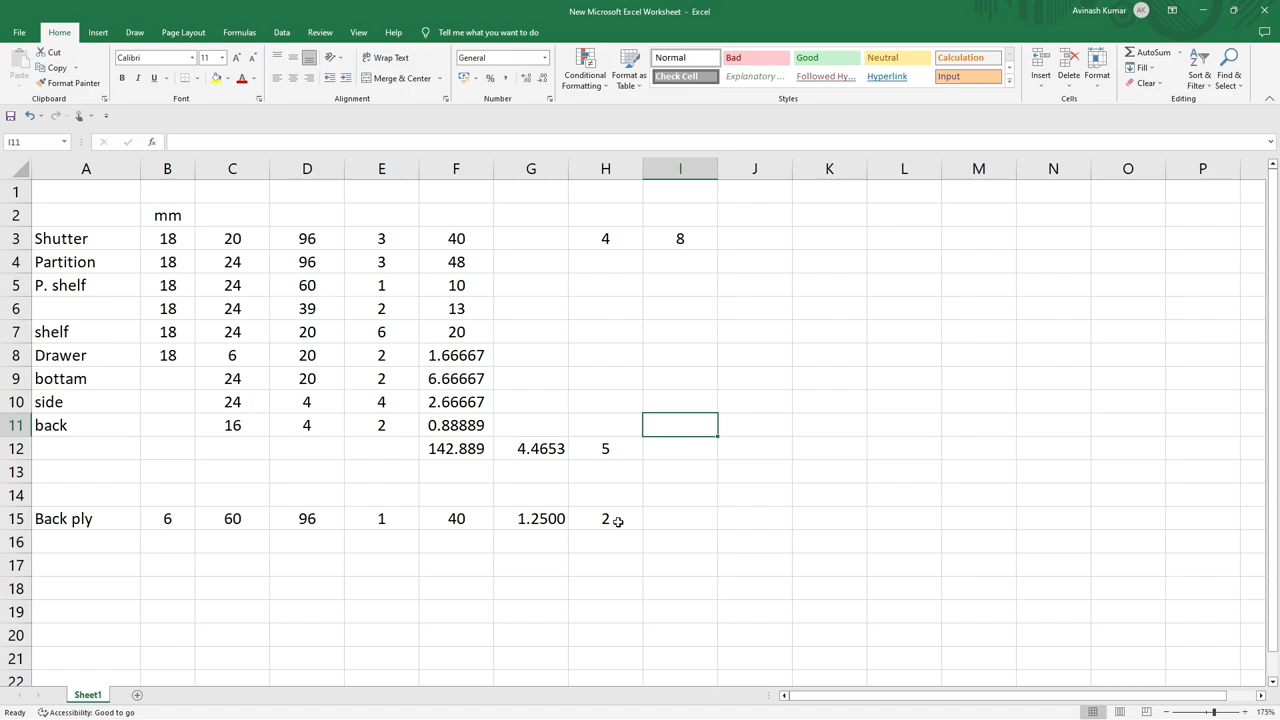 New Microsoft Excel Worksheet - Excel
Avinash Kumar AK
File Home Insert Draw Page Layout Formulas Data Review View Help Tell me what you want to do
Cut
Copy
Format Painter
Paste
Clipboard
Calibri 11
B I U
Font
Wrap Text
Merge & Center
Alignment
General
Number
Conditional Formatting
Format as Table
Normal Bad Good Neutral Calculation
Check Cell Explanatory ... Followed Hy... Hyperlink Input
Styles
Insert Delete Format
Cells
AutoSum
Fill
Clear
Sort & Filter
Find & Select
Editing
I11 fx
A B C D E F G H I J K L M N O P
1
2 mm
3 Shutter 18 20 96 3 40 4 8
4 Partition 18 24 96 3 48
5 P. shelf 18 24 60 1 10
6 18 24 39 2 13
7 shelf 18 24 20 6 20
8 Drawer 18 6 20 2 1.66667
9 bottam 24 20 2 6.66667
10 side 24 4 4 2.66667
11 back 16 4 2 0.88889
12 142.889 4.4653 5
13
14
15 Back ply 6 60 96 1 40 1.2500 2
16
17
18
19
20
21
22
Sheet1
Ready Accessibility: Good to go 175%